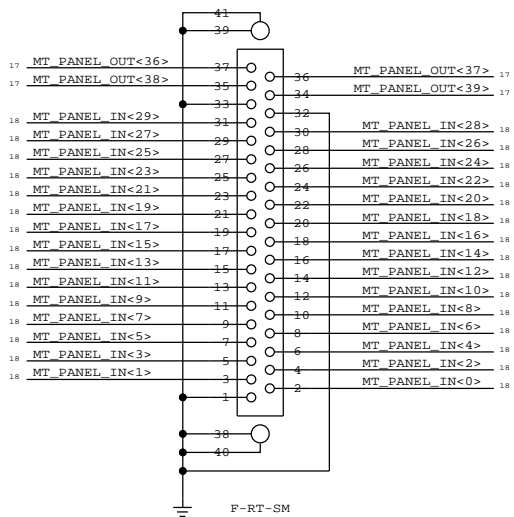 41
39
17 MT_PANEL_OUT<36> 37
36 MT_PANEL_OUT<37> 17
17 MT_PANEL_OUT<38> 35
34 MT_PANEL_OUT<39> 17
33
32
18 MT_PANEL_IN<29> 31
30 MT_PANEL_IN<28> 18
18 MT_PANEL_IN<27> 29
28 MT_PANEL_IN<26> 18
18 MT_PANEL_IN<25> 27
26 MT_PANEL_IN<24> 18
18 MT_PANEL_IN<23> 25
24 MT_PANEL_IN<22> 18
18 MT_PANEL_IN<21> 23
22 MT_PANEL_IN<20> 18
18 MT_PANEL_IN<19> 21
20 MT_PANEL_IN<18> 18
18 MT_PANEL_IN<17> 19
18 MT_PANEL_IN<16> 18
18 MT_PANEL_IN<15> 17
16 MT_PANEL_IN<14> 18
18 MT_PANEL_IN<13> 15
14 MT_PANEL_IN<12> 18
18 MT_PANEL_IN<11> 13
12 MT_PANEL_IN<10> 18
18 MT_PANEL_IN<9> 11
10 MT_PANEL_IN<8> 18
18 MT_PANEL_IN<7> 9
8 MT_PANEL_IN<6> 18
18 MT_PANEL_IN<5> 7
6 MT_PANEL_IN<4> 18
18 MT_PANEL_IN<3> 5
4 MT_PANEL_IN<2> 18
18 MT_PANEL_IN<1> 3
2 MT_PANEL_IN<0> 18
1
38
40
F-RT-SM